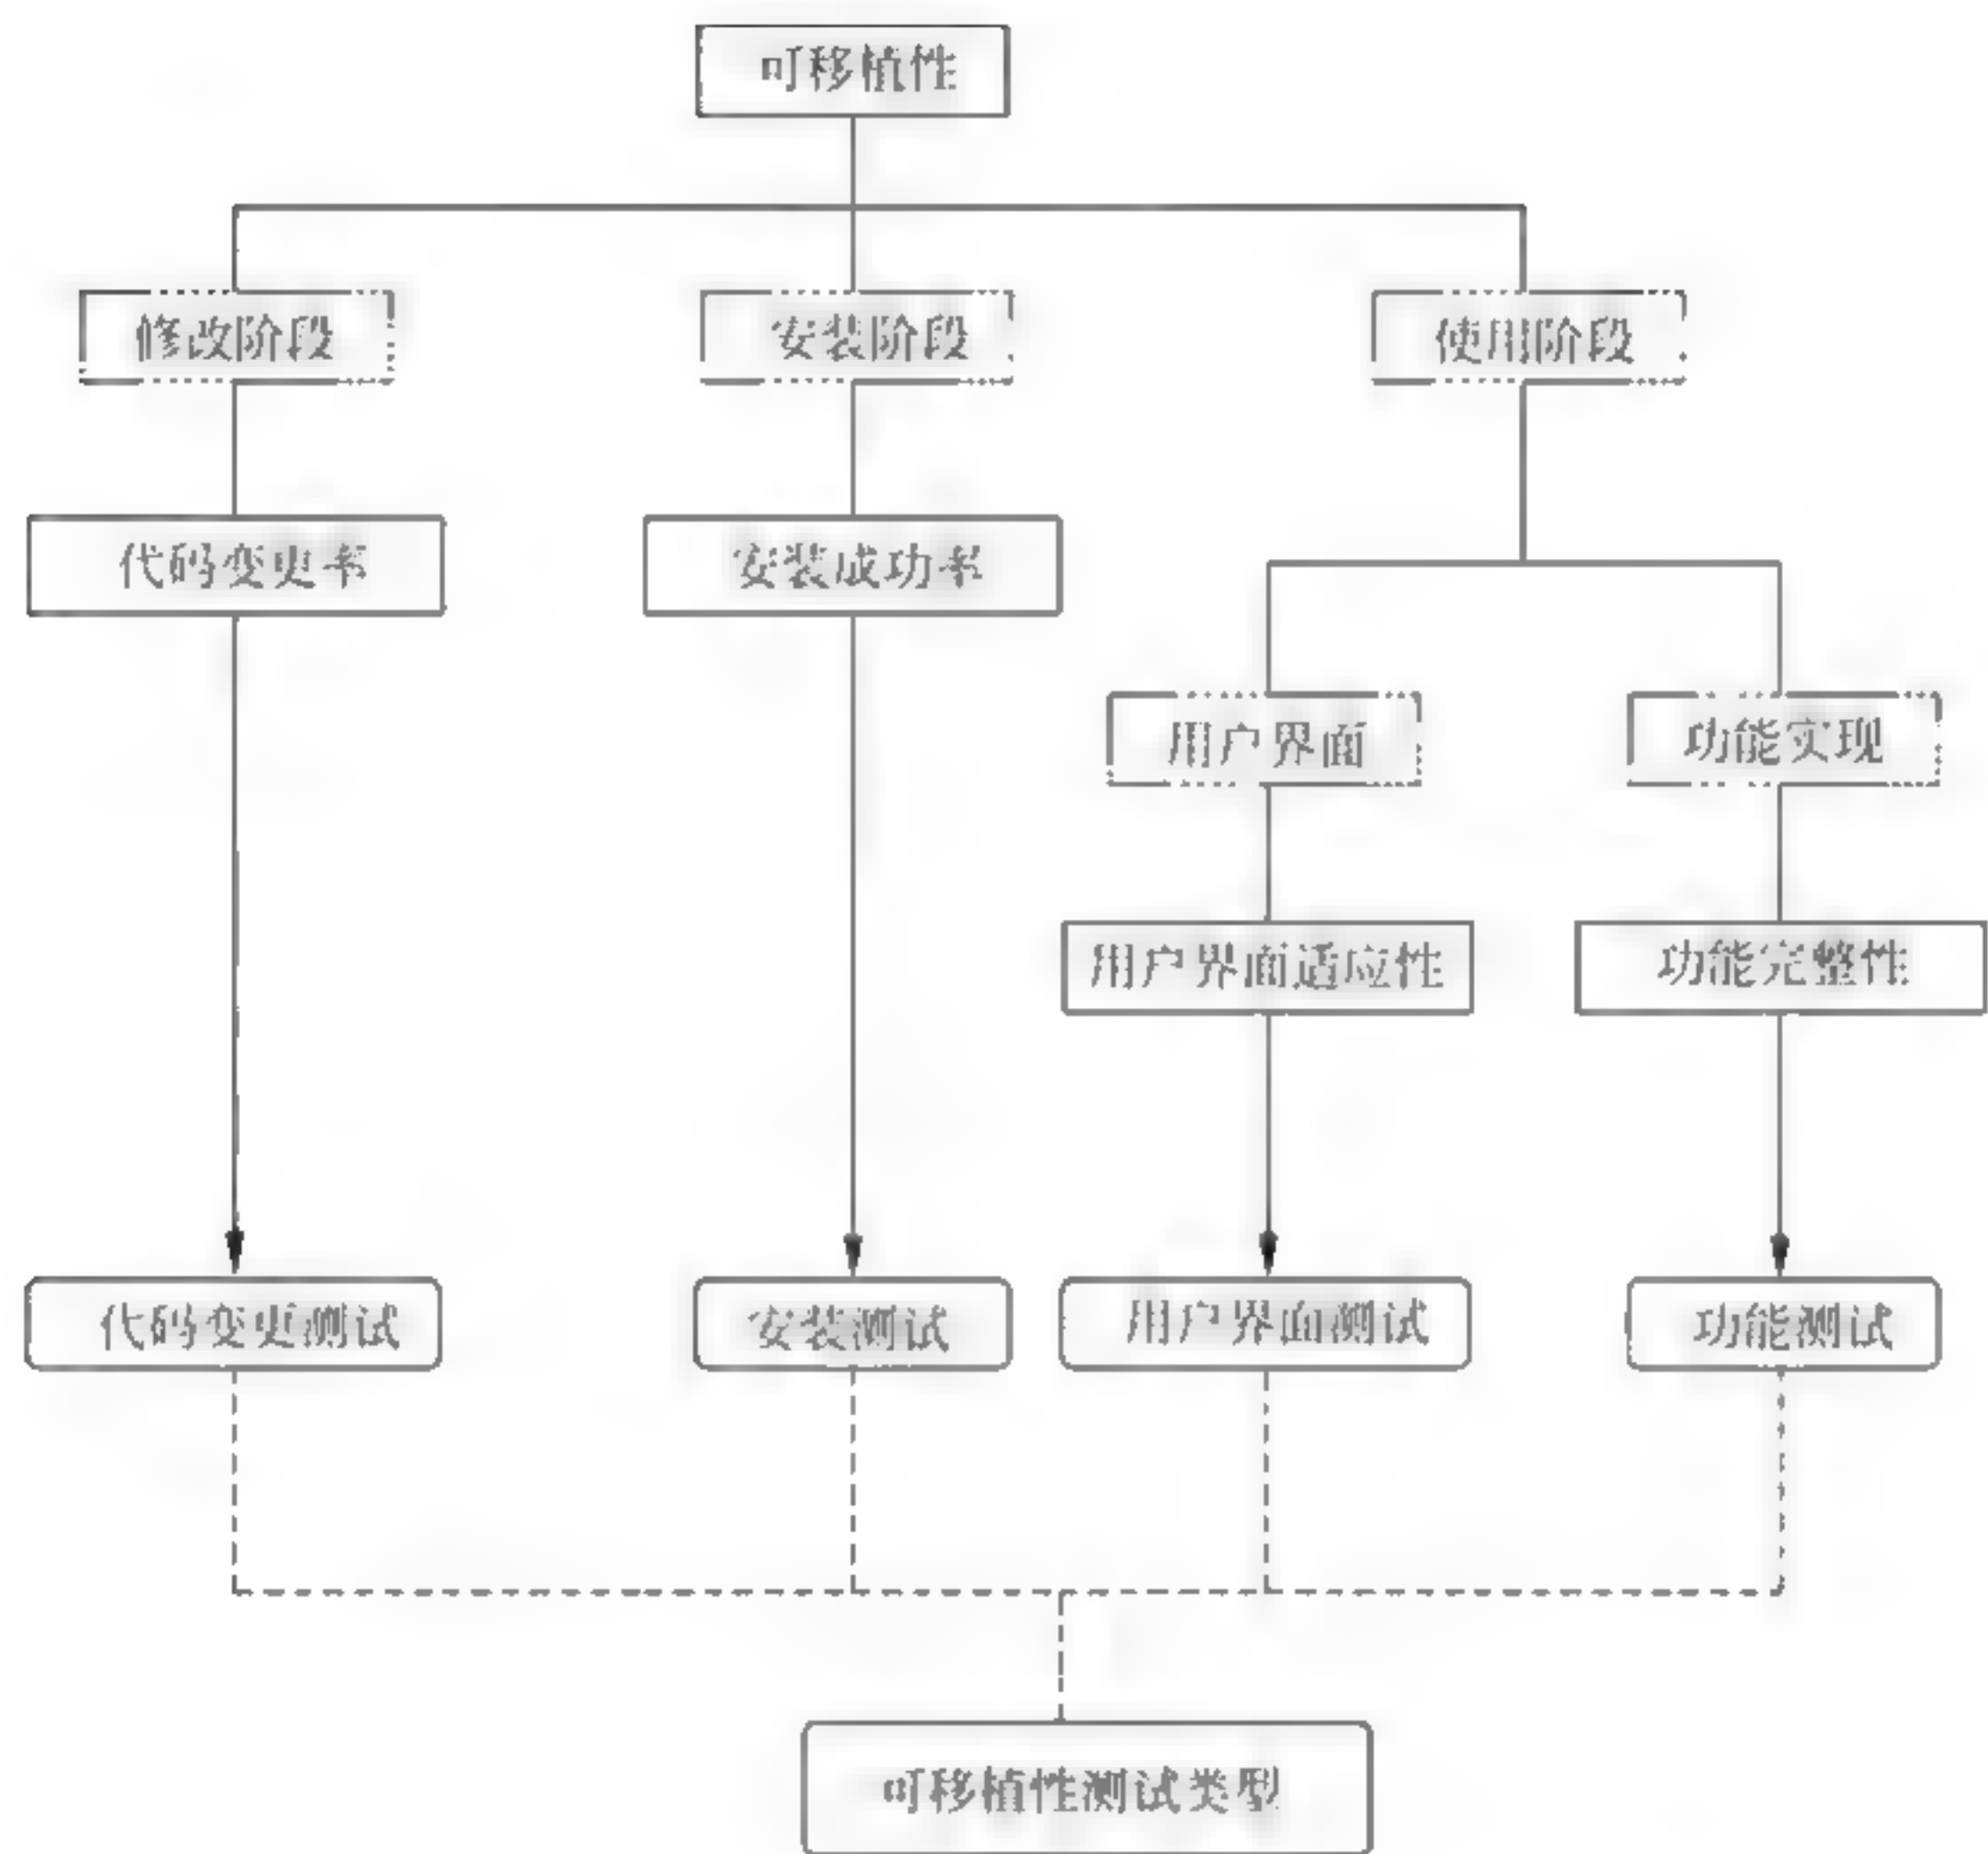 可移植性
修改阶段
安装阶段
使用阶段
代码变更率
安装成功率
用户界面
功能实现
用户界面适应性
功能完整性
代码变更测试
安装测试
用户界面测试
功能测试
可移植性测试类型